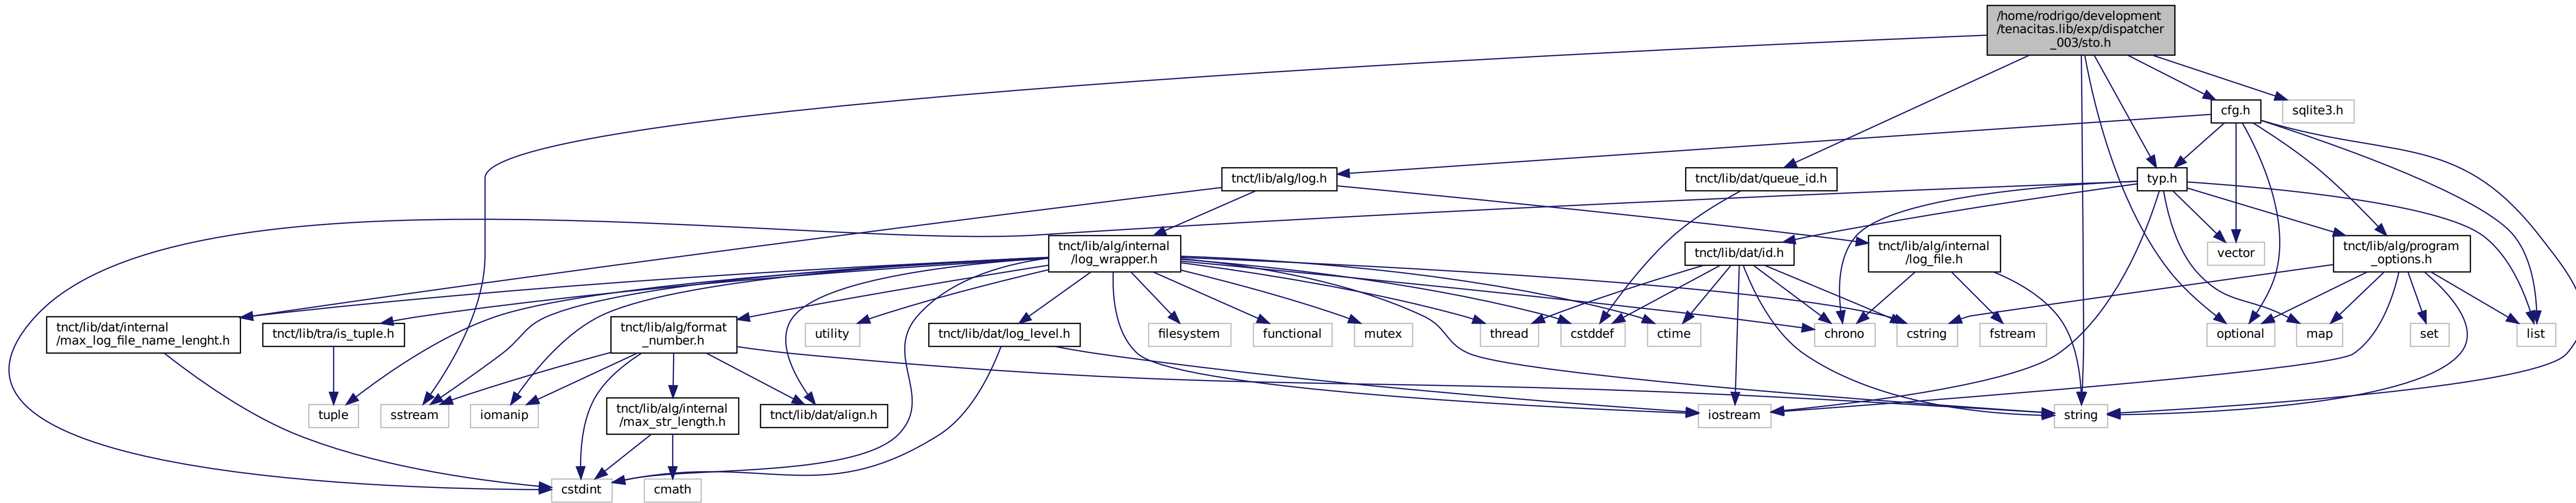 /home/rodrigo/development
/tenacitas.lib/exp/dispatcher
_003/sto.h
cfg.h
sqlite3.h
tnct/lib/alg/log.h
tnct/lib/dat/queue_id.h
typ.h
tnct/lib/alg/internal
/log_wrapper.h
tnct/lib/dat/id.h
tnct/lib/alg/internal
/log_file.h
vector
tnct/lib/alg/program
_options.h
tnct/lib/dat/internal
/max_log_file_name_lenght.h
tnct/lib/tra/is_tuple.h
tnct/lib/alg/format
_number.h
utility
tnct/lib/dat/log_level.h
filesystem
functional
mutex
thread
cstddef
ctime
chrono
cstring
fstream
optional
map
set
list
tuple
sstream
iomanip
tnct/lib/alg/internal
/max_str_length.h
tnct/lib/dat/align.h
iostream
string
cstdint
cmath